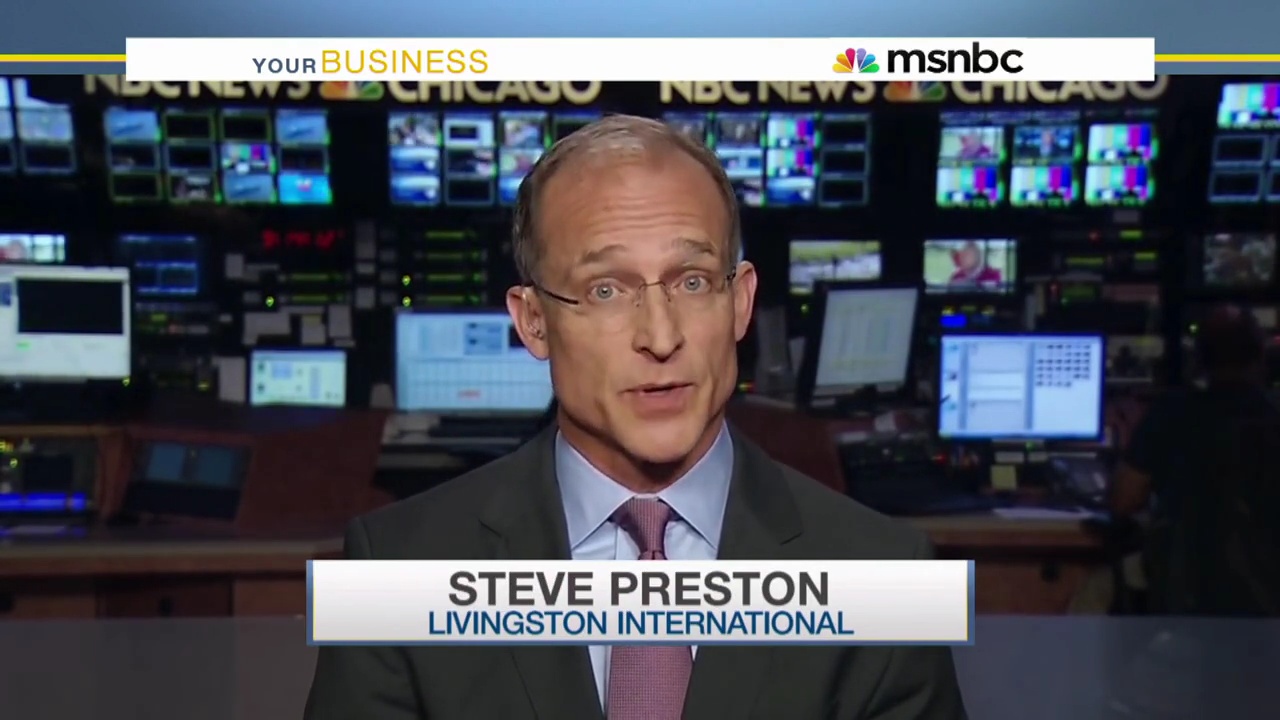 YOUR BUSINESS msnbc
NBC NEWS CHICAGO NBC NEWS CHICAGO
STEVE PRESTON
LIVINGSTON INTERNATIONAL